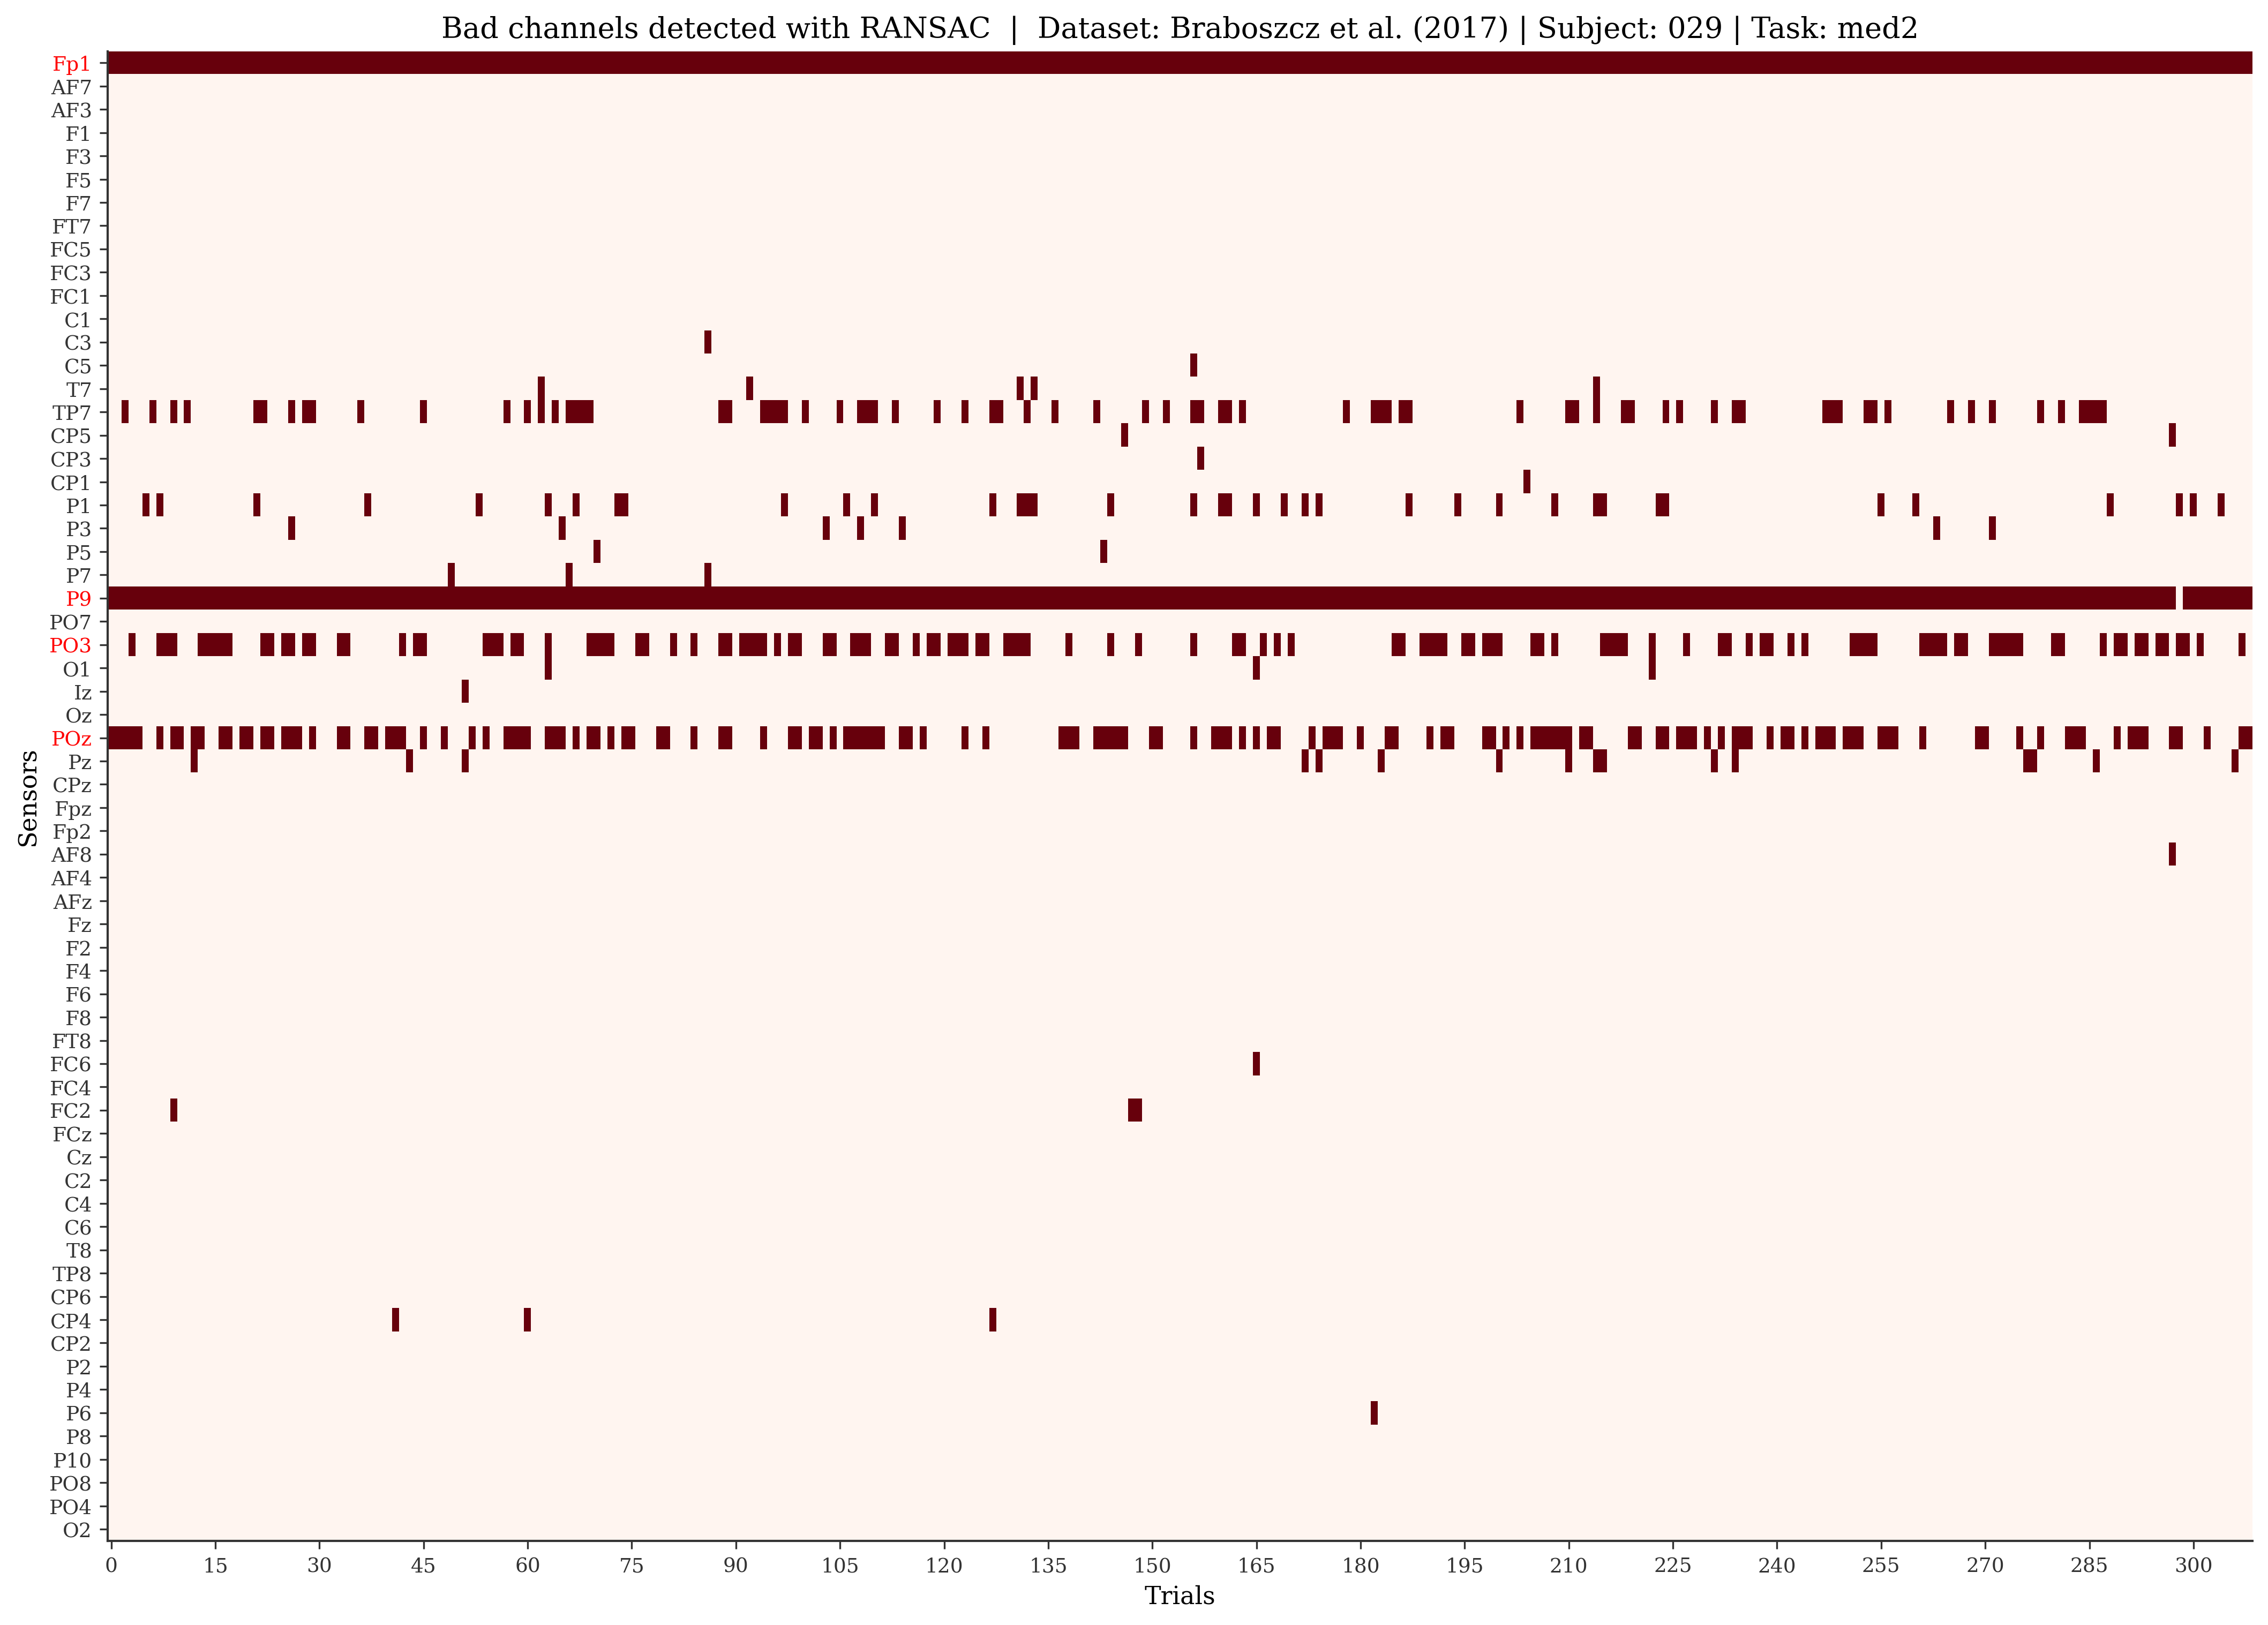 Bad channels detected with RANSAC | Dataset: Braboszcz et al. (2017) | Subject: 029 | Task: med2
Fp1
AF7
AF3
F1
F3
F5
F7
FT7
FC5
FC3
FC1
C1
C3
C5
T7
TP7
CP5
CP3
CP1
P1
P3
P5
P7
P9
PO7
PO3
O1
Iz
Oz
POz
Pz
CPz
Fpz
Fp2
AF8
AF4
AFz
Fz
F2
F4
F6
F8
FT8
FC6
FC4
FC2
FCz
Cz
C2
C4
C6
T8
TP8
CP6
CP4
CP2
P2
P4
P6
P8
P10
PO8
PO4
O2
Sensors
0 15 30 45 60 75 90 105 120 135 150 165 180 195 210 225 240 255 270 285 300
Trials